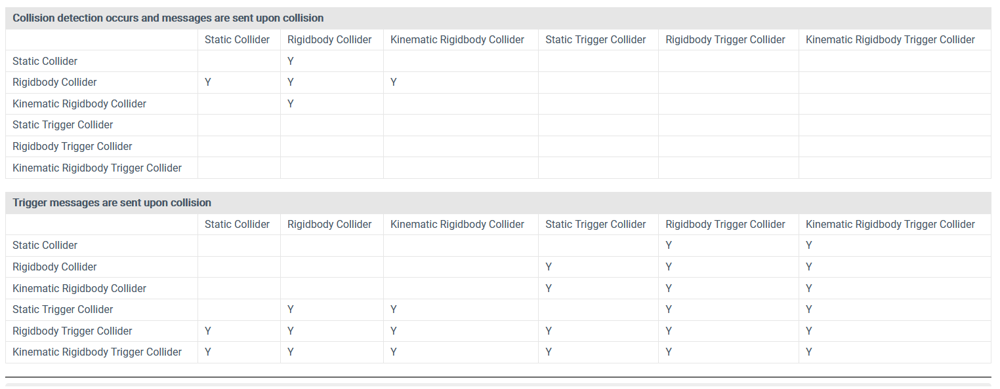 Collision detection occurs and messages are sent upon collision
Static Collider Rigidbody Collider Kinematic Rigidbody Collider Static Trigger Collider Rigidbody Trigger Collider Kinematic Rigidbody Trigger Collider
Static Collider Y
Rigidbody Collider Y Y Y
Kinematic Rigidbody Collider Y
Static Trigger Collider
Rigidbody Trigger Collider
Kinematic Rigidbody Trigger Collider
Trigger messages are sent upon collision
Static Collider Rigidbody Collider Kinematic Rigidbody Collider Static Trigger Collider Rigidbody Trigger Collider Kinematic Rigidbody Trigger Collider
Static Collider Y Y
Rigidbody Collider Y Y Y
Kinematic Rigidbody Collider Y Y Y
Static Trigger Collider Y Y Y Y
Rigidbody Trigger Collider Y Y Y Y Y Y
Kinematic Rigidbody Trigger Collider Y Y Y Y Y Y